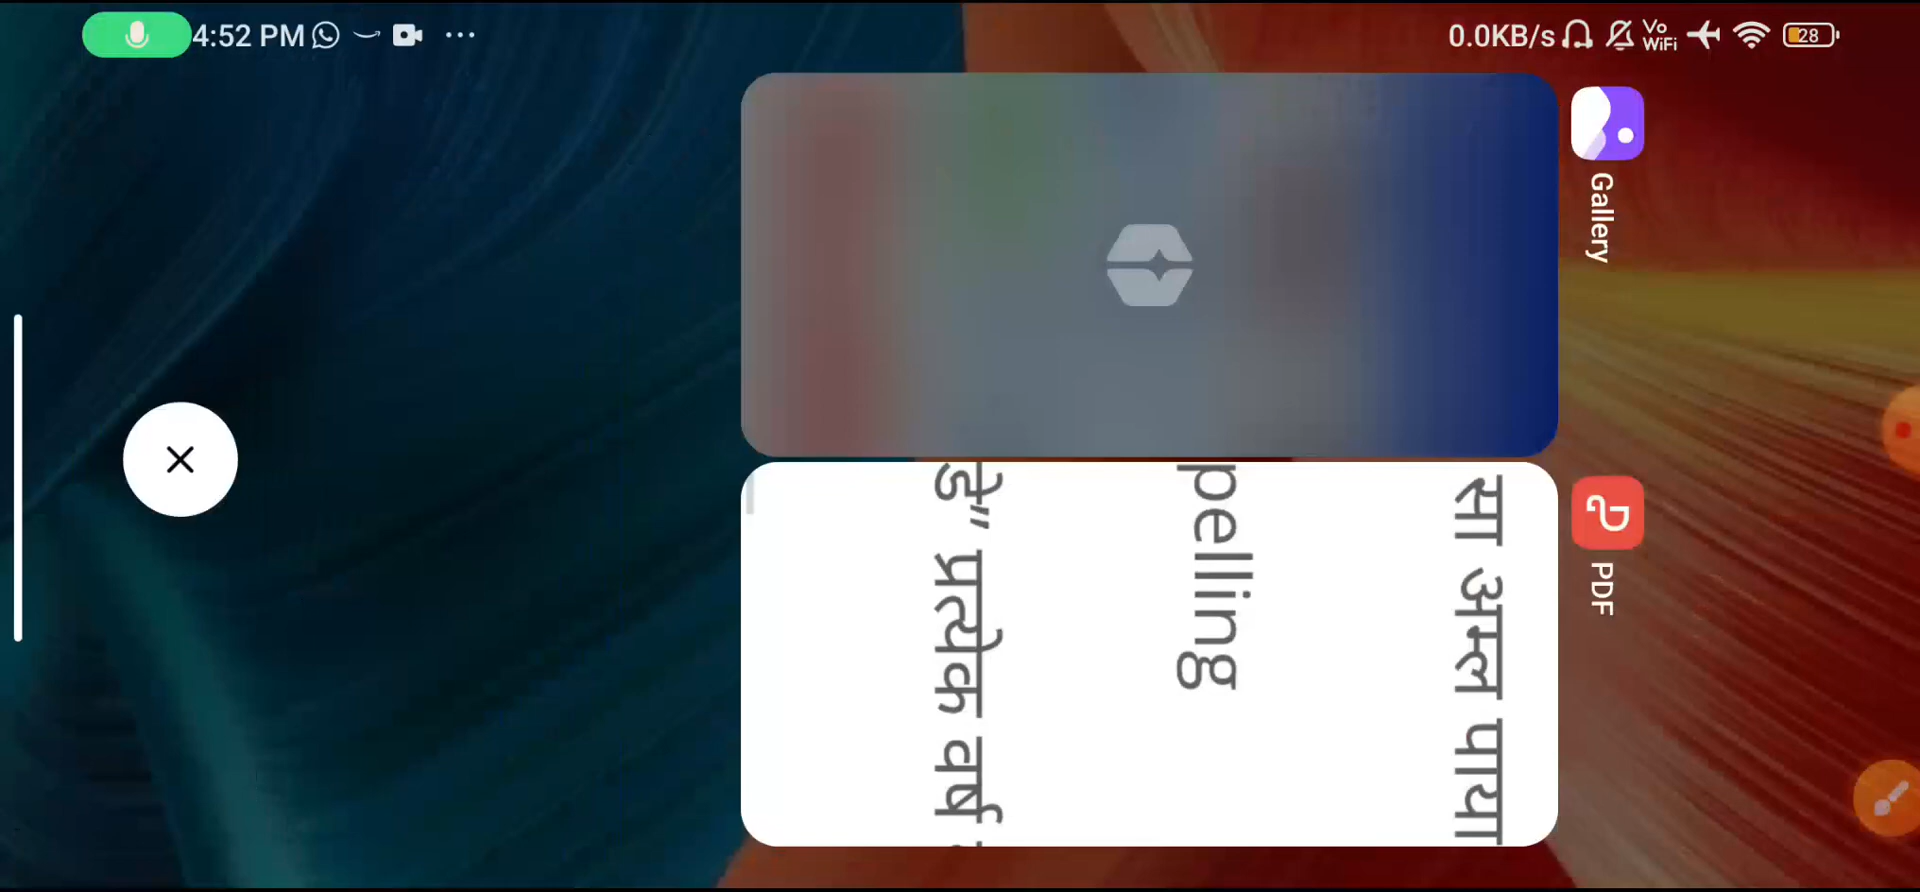 4:52 PM
0.0KB/s
Vo
WiFi
28
Gallery
PDF
सा अम्ल पाया
pelling
है" प्रत्येक वर्ष